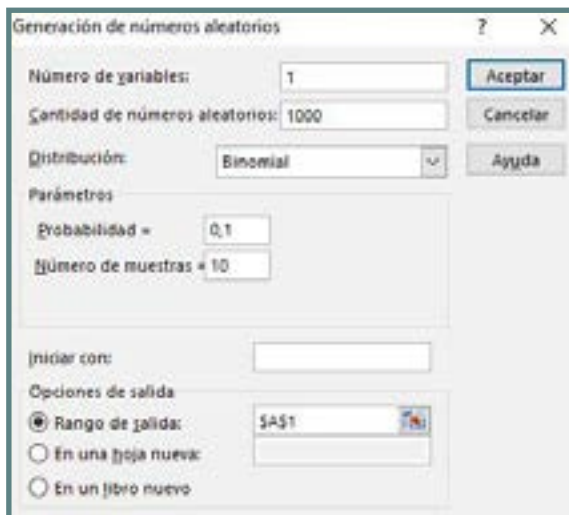 Generación de números aleatorios ? X
Número de variables: 1 Aceptar
Cantidad de números aleatorios: 1000 Cancelar
Distribución: Binomial Ayuda
Parámetros
Probabilidad = 0,1
Número de muestras = 10
Iniciar con:
Opciones de salida
Rango de salida: $A$1
En una hoja nueva:
En un libro nuevo